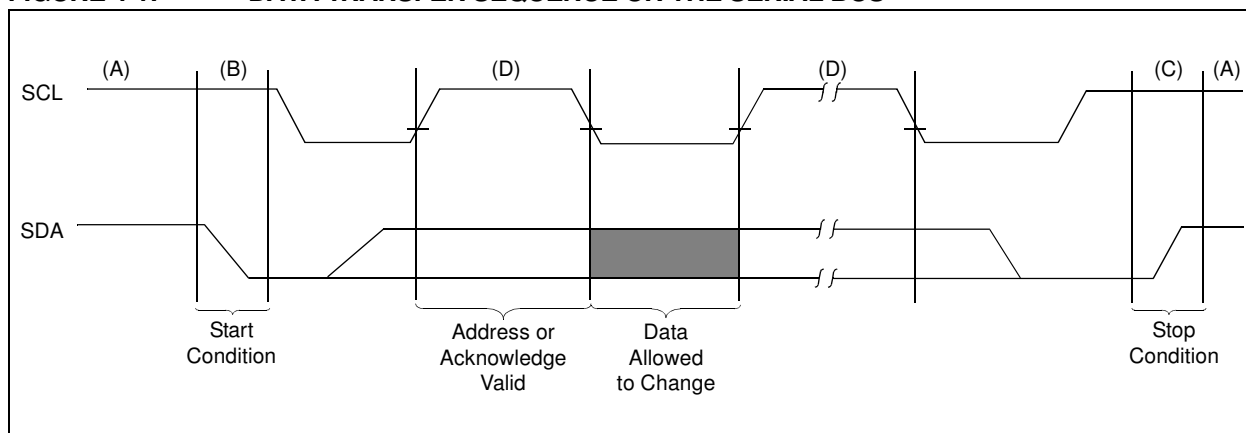 (A) (B) (D) (D) (C) (A)
SCL
SDA
Start
Condition
Address or
Acknowledge
Valid
Data
Allowed
to Change
Stop
Condition